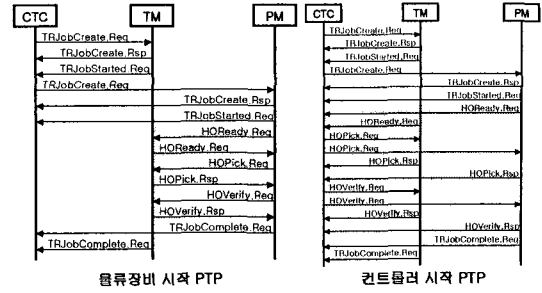 CTC TM PM
TRJobCreate.Req
TRJobCreate.Rsp
TRJobStarted.Req
TRJobCreate.Req
TRJobCreate.Rsp
TRJobStarted.Req
HOReady.Req
HOReady.Req
HOPick.Req
HOPick.Rsp
HOVerify.Req
HOVerify.Rsp
TRJobComplete.Req
TRJobComplete.Req
물류장비 시작 PTP
CTC TM PM
TRJobCreate.Req
TRJobCreate.Rsp
TRJobStarted.Req
TRJobCreate.Req
TRJobCreate.Rsp
TRJobStarted.Req
HOReady.Req
HOReady.Req
HOPick.Req
HOPick.Req
HOPick.Rsp
HOPick.Rsp
HOVerify.Req
HOVerify.Req
HOVerify.Rsp
HOVerify.Rsp
TRJobComplete.Req
TRJobComplete.Req
컨트롤러 시작 PTP